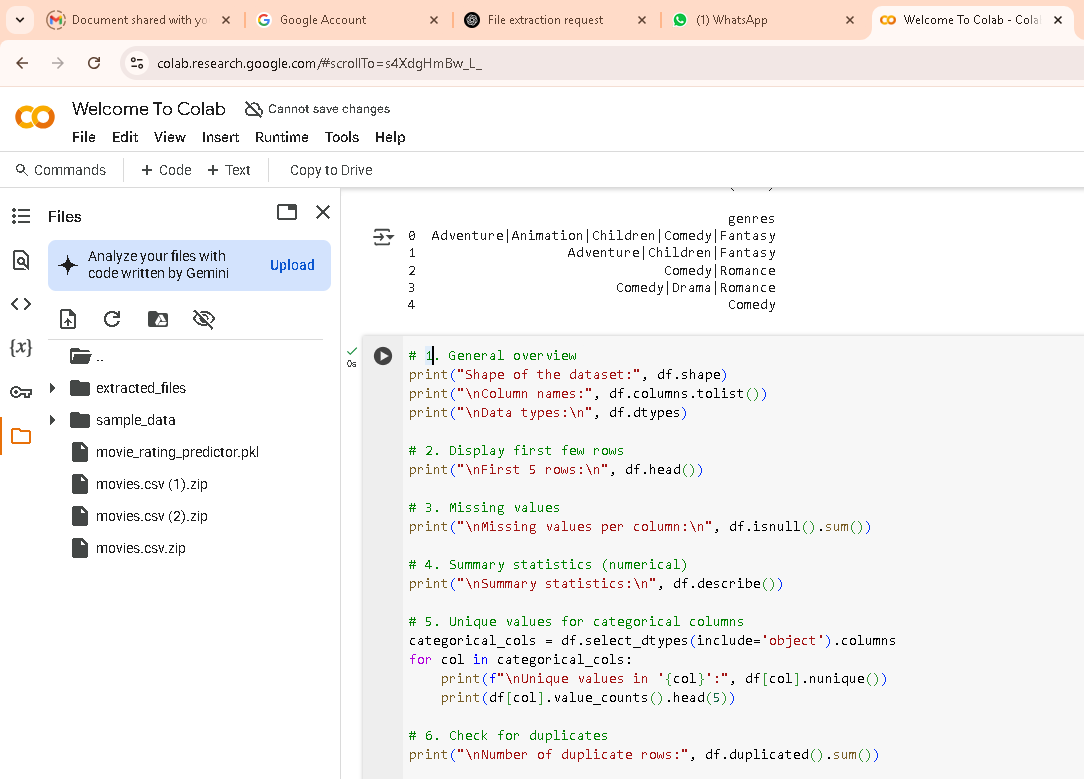 Document shared with yo
Google Account
File extraction request
(1) WhatsApp
Welcome To Colab - Cola
colab.research.google.com/#scrollTo=s4XdgHmBw_L_
Welcome To Colab
Cannot save changes
File Edit View Insert Runtime Tools Help
Commands + Code + Text Copy to Drive
Files
Analyze your files with
code written by Gemini
Upload
..
extracted_files
sample_data
movie_rating_predictor.pkl
movies.csv (1).zip
movies.csv (2).zip
movies.csv.zip
genres
0 Adventure|Animation|Children|Comedy|Fantasy
1 Adventure|Children|Fantasy
2 Comedy|Romance
3 Comedy|Drama|Romance
4 Comedy
0s
# 1. General overview
print("Shape of the dataset:", df.shape)
print("\nColumn names:", df.columns.tolist())
print("\nData types:\n", df.dtypes)
# 2. Display first few rows
print("\nFirst 5 rows:\n", df.head())
# 3. Missing values
print("\nMissing values per column:\n", df.isnull().sum())
# 4. Summary statistics (numerical)
print("\nSummary statistics:\n", df.describe())
# 5. Unique values for categorical columns
categorical_cols = df.select_dtypes(include='object').columns
for col in categorical_cols:
    print(f"\nUnique values in '{col}':", df[col].nunique())
    print(df[col].value_counts().head(5))
# 6. Check for duplicates
print("\nNumber of duplicate rows:", df.duplicated().sum())